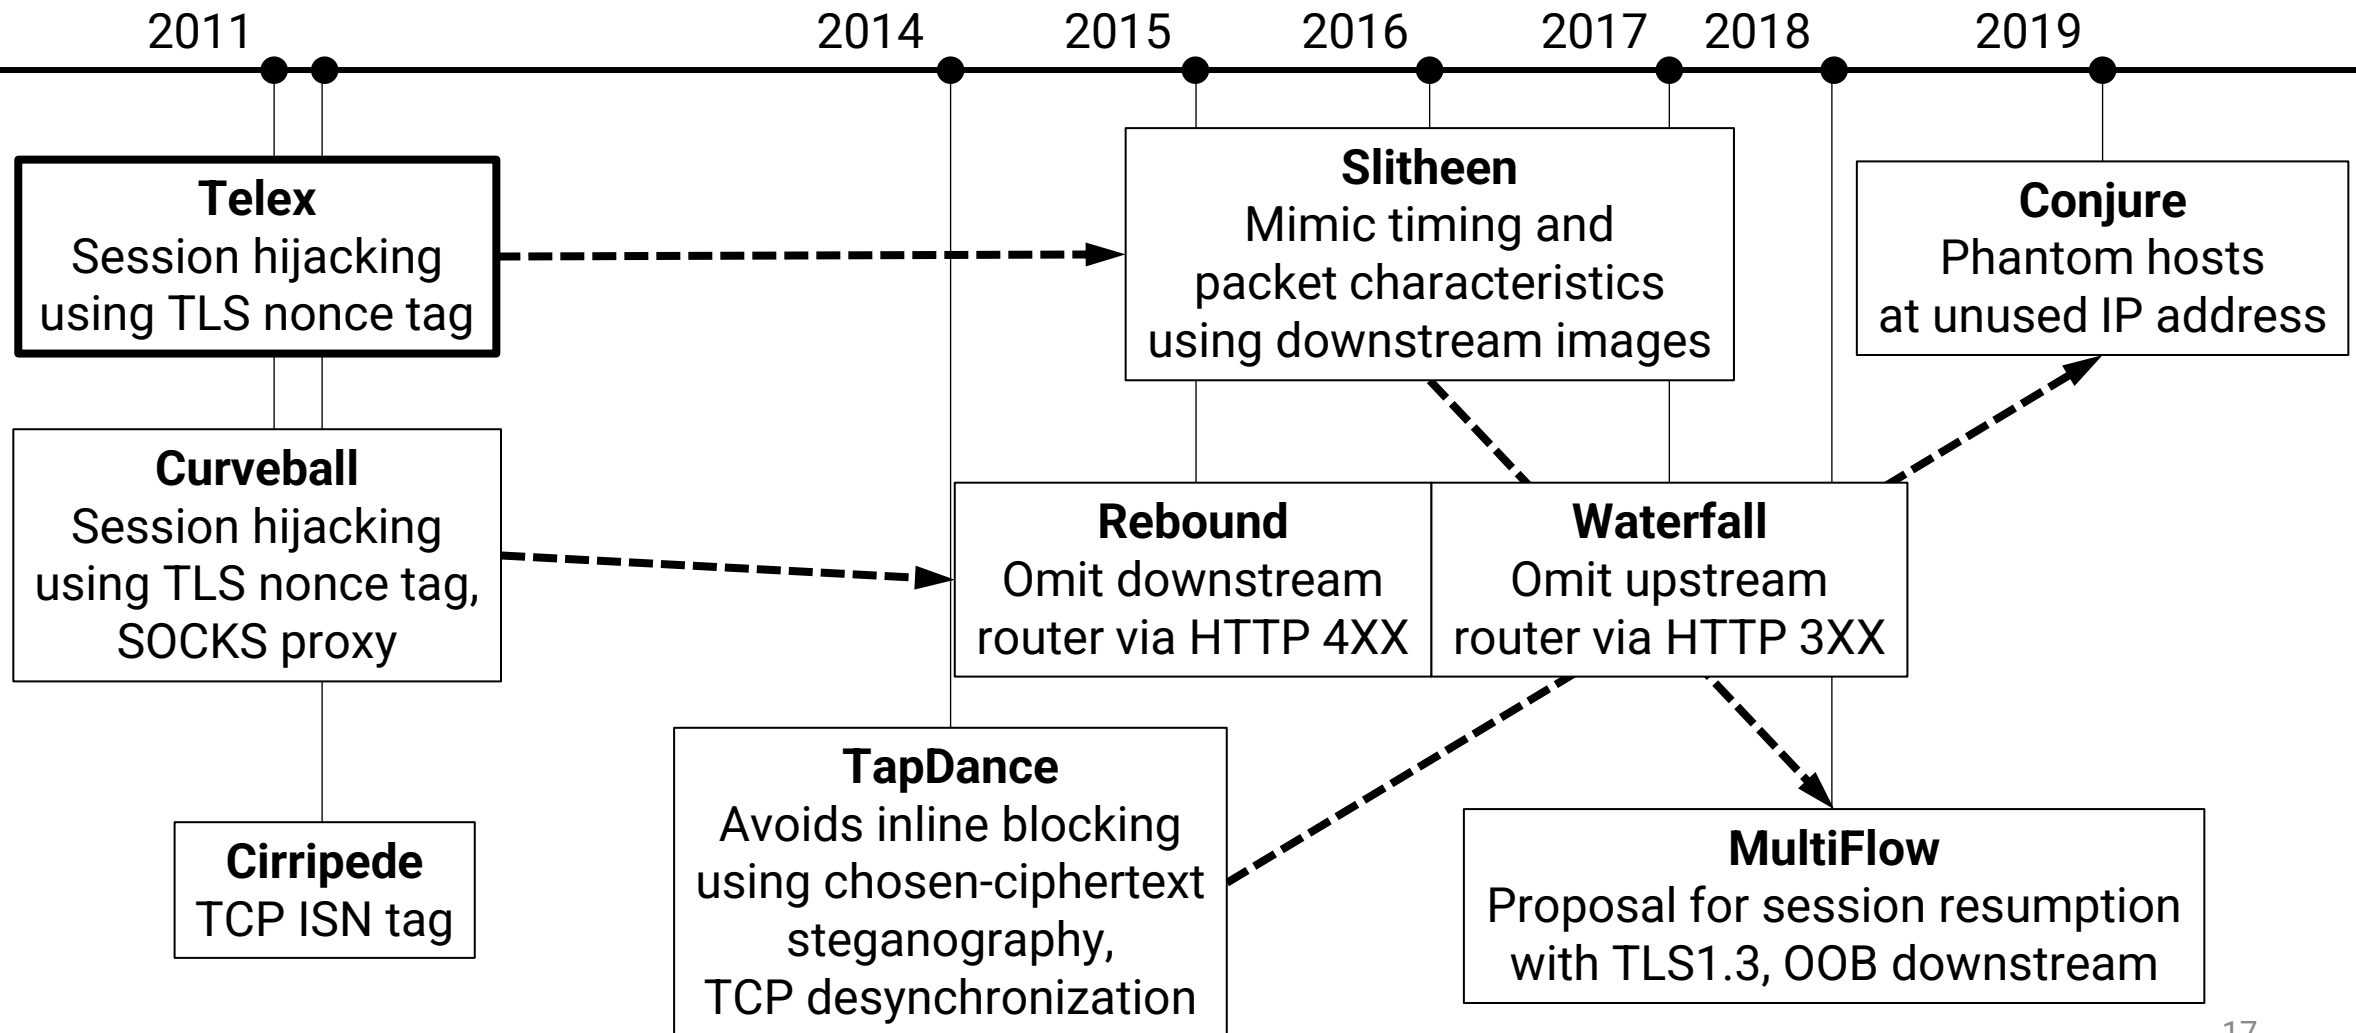 2011
2014
2015
2016
2017
2018
2019
Telex
Session hijacking
using TLS nonce tag
Slitheen
Mimic timing and
packet characteristics
using downstream images
Conjure
Phantom hosts
at unused IP address
Curveball
Session hijacking
using TLS nonce tag,
SOCKS proxy
Rebound
Omit downstream
router via HTTP 4XX
Waterfall
Omit upstream
router via HTTP 3XX
TapDance
Avoids inline blocking
using chosen-ciphertext
steganography,
TCP desynchronization
Cirripede
TCP ISN tag
MultiFlow
Proposal for session resumption
with TLS1.3, OOB downstream
17